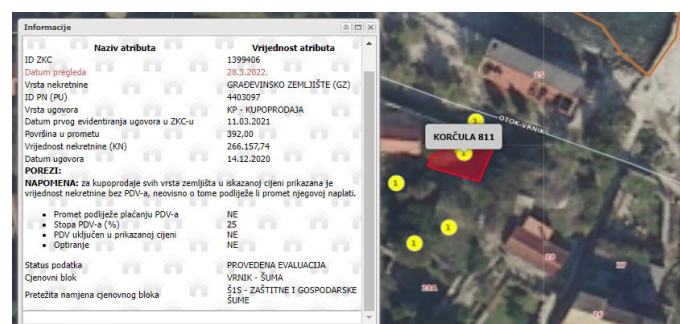 Informacije
Naziv atributa Vrijednost atributa
ID ZKC 1399406
Datum pregleda 28.3.2022.
Vrsta nekretnine GRAĐEVINSKO ZEMLJIŠTE (GZ)
ID PN (PU) 4403097
Vrsta ugovora KP - KUPOPRODAJA
Datum prvog evidentiranja ugovora u ZKC-u 11.03.2021
Površina u prometu 392,00
Vrijednost nekretnine (KN) 266.157,74
Datum ugovora 14.12.2020
POREZI:
NAPOMENA: za kupoprodaje svih vrsta zemljišta u iskazanoj cijeni prikazana je
vrijednost nekretnine bez PDV-a, neovisno o tome podliježe li promet njegovoj naplati.
• Promet podliježe plaćanju PDV-a NE
• Stopa PDV-a (%) 25
• PDV uključen u prikazanoj cijeni NE
• Optiranje NE
Status podatka PROVEDENA EVALUACIJA
Cjenovni blok VRNIK - ŠUMA
Pretežita namjena cjenovnog bloka Š1S - ZAŠTITNE I GOSPODARSKE
ŠUME
25
1
OTOK-VRNIK
KORČULA 811
1
1
1
1
28
27
28A
26